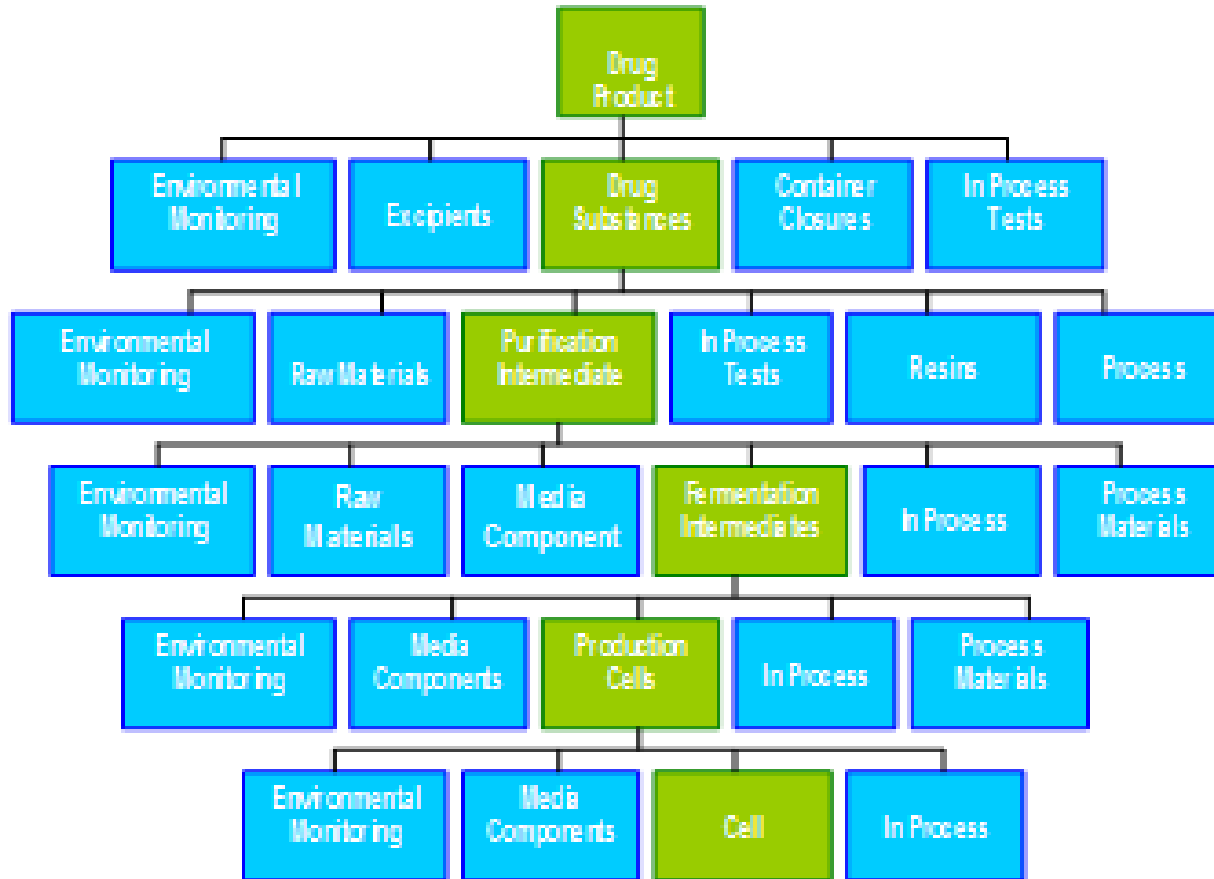 Drug
Product
Environmental
Monitoring
Excipients
Drug
Substances
Container
Closures
In Process
Tests
Environmental
Monitoring
Raw Materials
Purification
Intermediate
In Process
Tests
Resins
Process
Environmental
Monitoring
Raw
Materials
Media
Component
Fermentation
Intermediates
In Process
Process
Materials
Environmental
Monitoring
Media
Components
Production
Cells
In Process
Process
Materials
Environmental
Monitoring
Media
Components
Cell
In Process